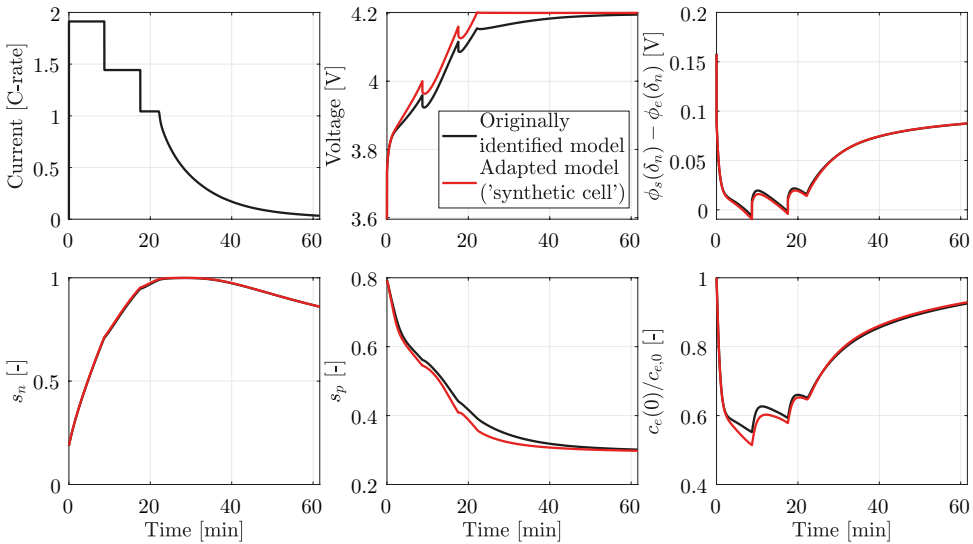 Current [C-rate]
2
1.5
1
0.5
0
0 20 40 60
Voltage [V]
4.2
4
3.8
3.6
0 20 40 60
Originally
identified model
Adapted model
('synthetic cell')
ϕs(δn) − ϕe(δn) [V]
0.2
0.15
0.1
0.05
0
0 20 40 60
sn [-]
1
0.5
0
0 20 40 60
Time [min]
sp [-]
0.8
0.6
0.4
0.2
0 20 40 60
Time [min]
ce(0)/ce,0 [-]
1
0.8
0.6
0.4
0 20 40 60
Time [min]